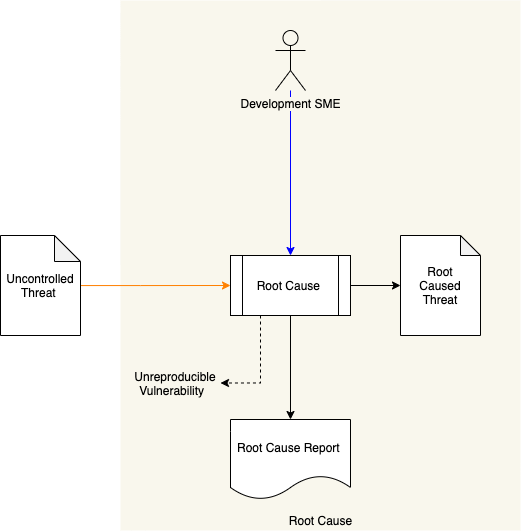 Development SME
Uncontrolled
Threat
Root Cause
Root
Caused
Threat
Unreproducible
Vulnerability
Root Cause Report
Root Cause